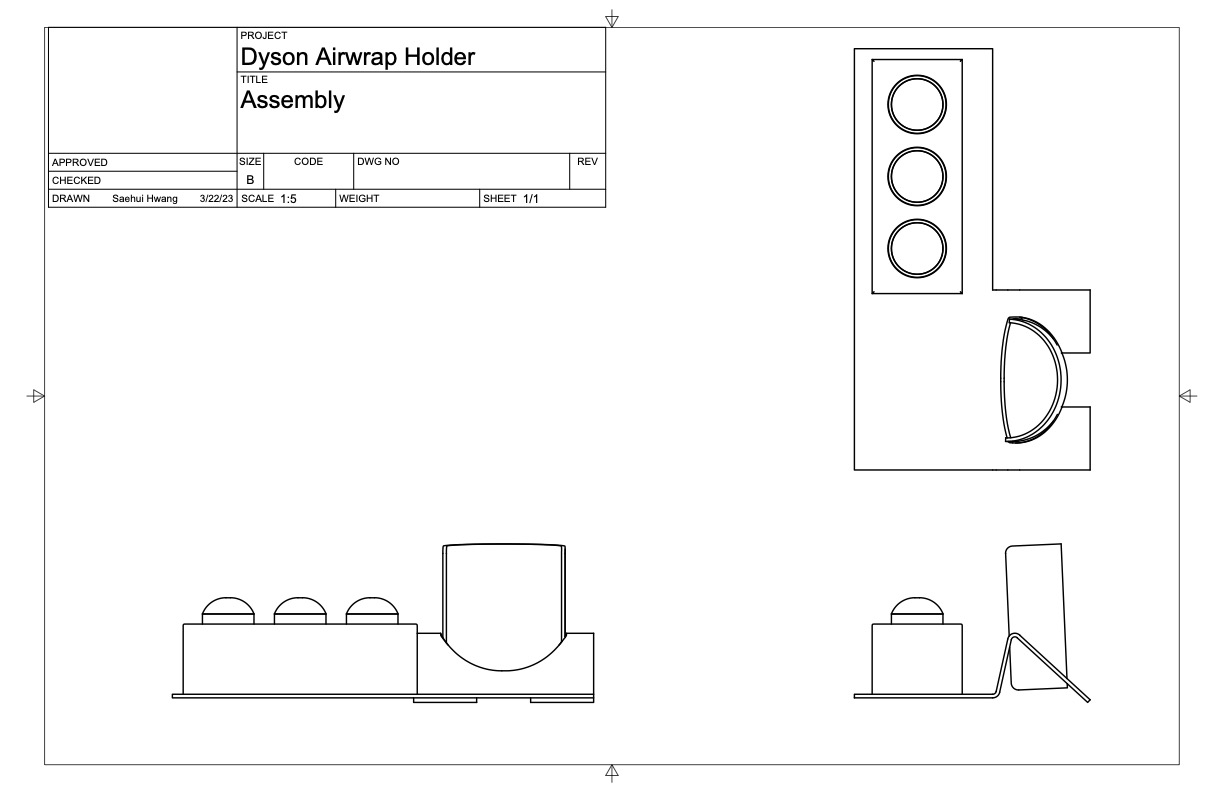 PROJECT
Dyson Airwrap Holder
TITLE
Assembly
APPROVED
CHECKED
DRAWN Saehui Hwang 3/22/23
SIZE CODE DWG NO REV
B
SCALE 1:5 WEIGHT SHEET 1/1